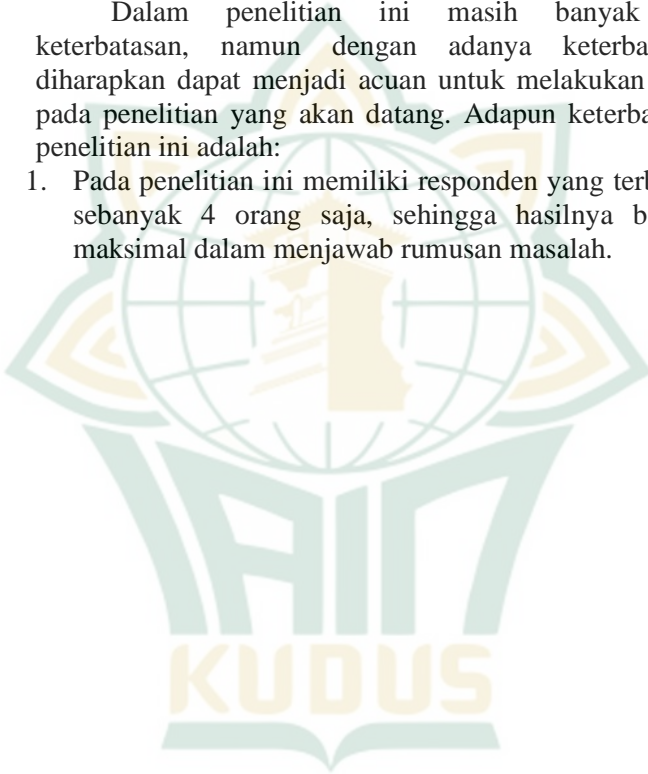 Dalam penelitian ini masih banyak
keterbatasan, namun dengan adanya keterba
diharapkan dapat menjadi acuan untuk melakukan
pada penelitian yang akan datang. Adapun keterba
penelitian ini adalah:
1. Pada penelitian ini memiliki responden yang terb
sebanyak 4 orang saja, sehingga hasilnya b
maksimal dalam menjawab rumusan masalah.
IAIN
KUDUS